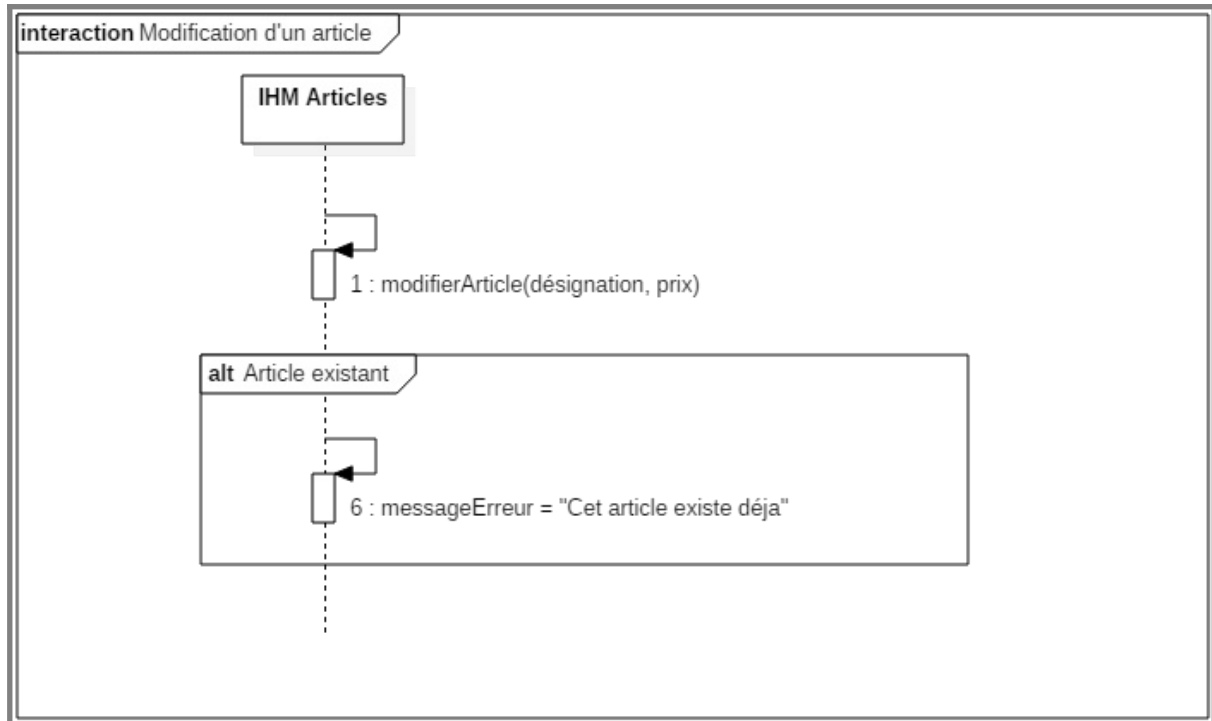 interaction Modification d'un article
IHM Articles
1 : modifierArticle(désignation, prix)
alt Article existant
6 : messageErreur = "Cet article existe déja"